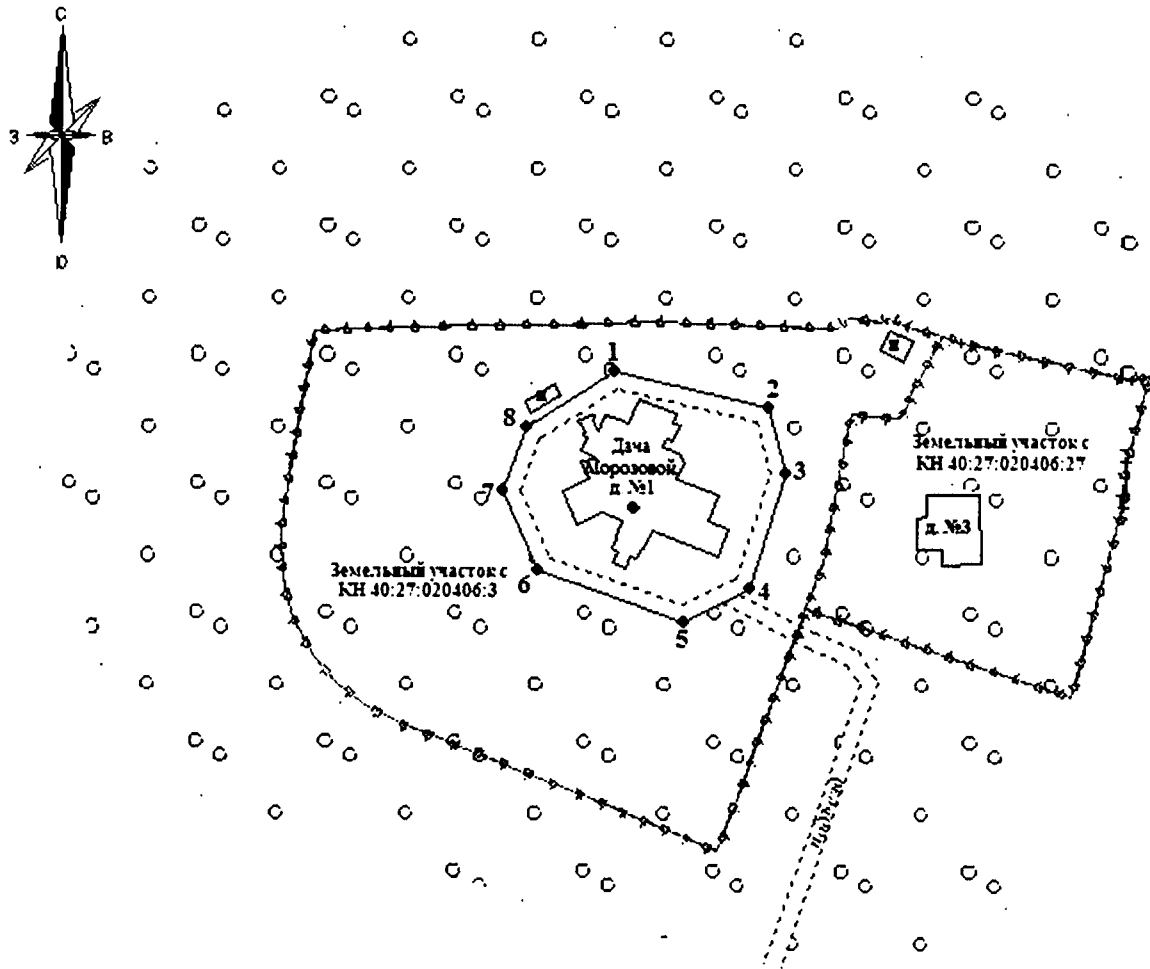 С
З В
Ю
1
2
8
3
Дача
Морозовой
д. №1
Земельный участок с
КН 40:27:020406:27
7
д. №3
Земельный участок с
КН 40:27:020406:3
6
4
5